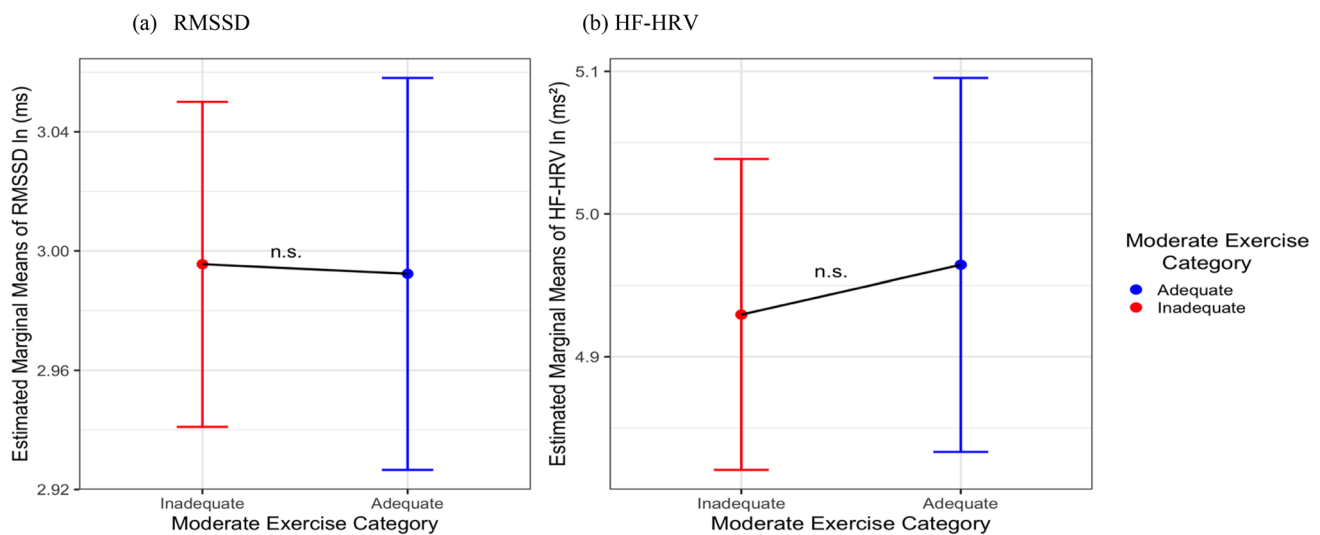 (a) RMSSD
Estimated Marginal Means of RMSSD ln (ms)
3.04
3.00
2.96
2.92
n.s.
Inadequate Adequate
Moderate Exercise Category
(b) HF-HRV
Estimated Marginal Means of HF-HRV ln (ms²)
5.1
5.0
4.9
n.s.
Inadequate Adequate
Moderate Exercise Category
Moderate Exercise
Category
Adequate
Inadequate